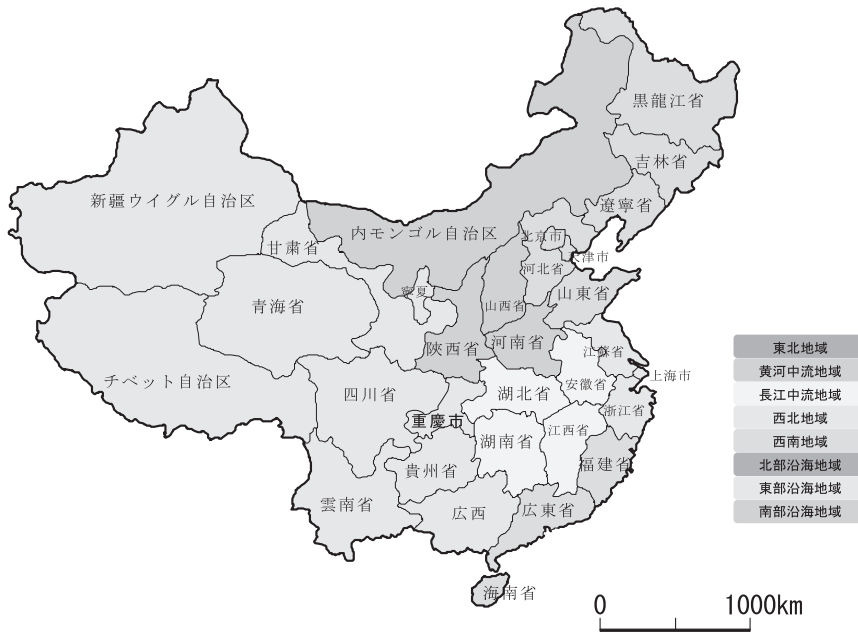 黒龍江省
吉林省
新疆ウイグル自治区
遼寧省
内モンゴル自治区
北京市
甘粛省
天津市
河北省
寧夏
山東省
青海省
山西省
河南省
陝西省
江蘇省
上海市
チベット自治区
安徽省
四川省
湖北省
浙江省
重慶市
江西省
湖南省
福建省
貴州省
雲南省
広西
広東省
海南省
東北地域
黄河中流地域
長江中流地域
西北地域
西南地域
北部沿海地域
東部沿海地域
南部沿海地域
0 1000km